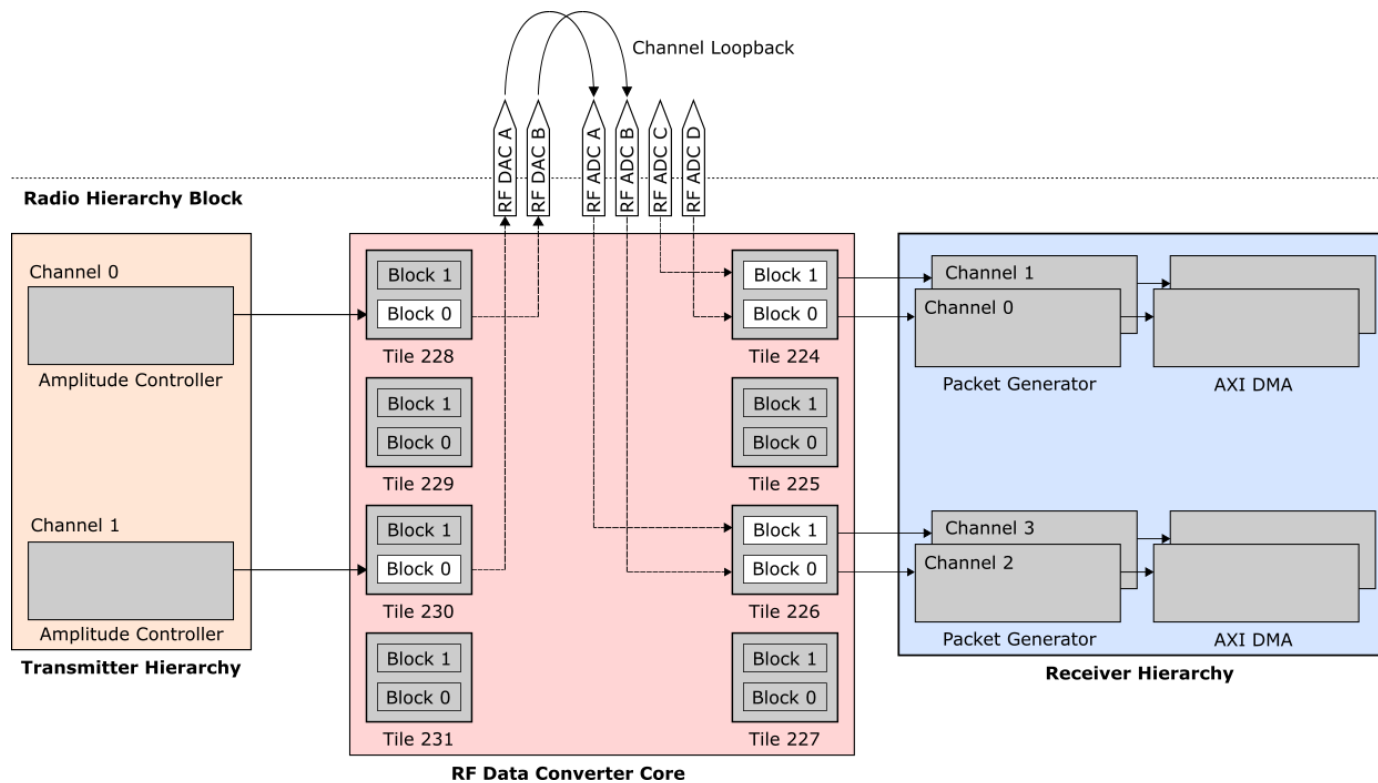 Channel Loopback
RF DAC A
RF DAC B
RF ADC A
RF ADC B
RF ADC C
RF ADC D
Radio Hierarchy Block
Channel 0
Amplitude Controller
Channel 1
Amplitude Controller
Transmitter Hierarchy
Block 1
Block 0
Tile 228
Block 1
Block 0
Tile 229
Block 1
Block 0
Tile 230
Block 1
Block 0
Tile 231
Block 1
Block 0
Tile 224
Block 1
Block 0
Tile 225
Block 1
Block 0
Tile 226
Block 1
Block 0
Tile 227
RF Data Converter Core
Channel 1
Channel 0
Packet Generator
AXI DMA
Channel 3
Channel 2
Packet Generator
AXI DMA
Receiver Hierarchy